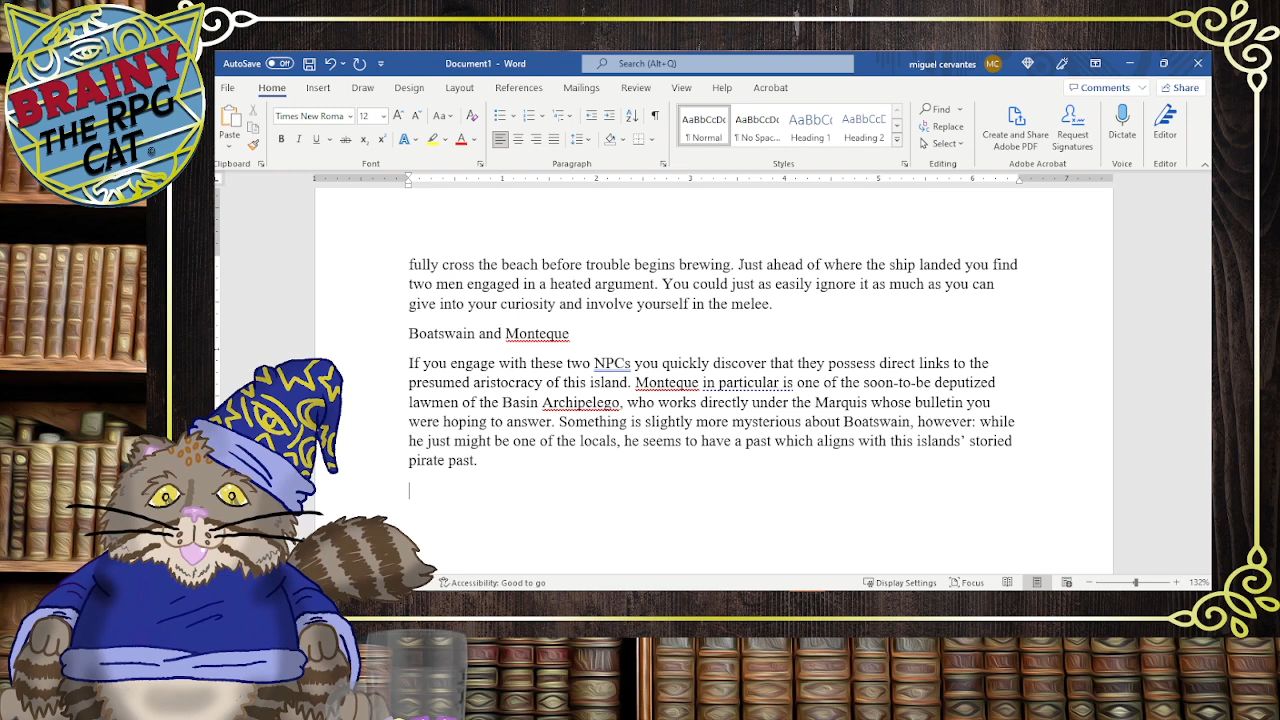 BRAINY
THE RPG
CAT
AutoSave Off
Document1 - Word
Search (Alt+Q)
miguel cervantes MC
File Home Insert Draw Design Layout References Mailings Review View Help Acrobat
Comments Share
Paste
Clipboard
Times New Roma 12
Font
Paragraph
AaBbCcDc AaBbCcDc AaBbCc AaBbCcD
¶ Normal ¶ No Spac... Heading 1 Heading 2
Styles
Find
Replace
Select
Editing
Create and Share
Adobe PDF
Request
Signatures
Adobe Acrobat
Dictate
Voice
Editor
Editor
1 1 2 3 4 5 6 7
fully cross the beach before trouble begins brewing. Just ahead of where the ship landed you find
two men engaged in a heated argument. You could just as easily ignore it as much as you can
give into your curiosity and involve yourself in the melee.
Boatswain and Monteque
If you engage with these two NPCs you quickly discover that they possess direct links to the
presumed aristocracy of this island. Monteque in particular is one of the soon-to-be deputized
lawmen of the Basin Archipelego, who works directly under the Marquis whose bulletin you
were hoping to answer. Something is slightly more mysterious about Boatswain, however: while
he just might be one of the locals, he seems to have a past which aligns with this islands’ storied
pirate past.
Accessibility: Good to go
Display Settings Focus 132%